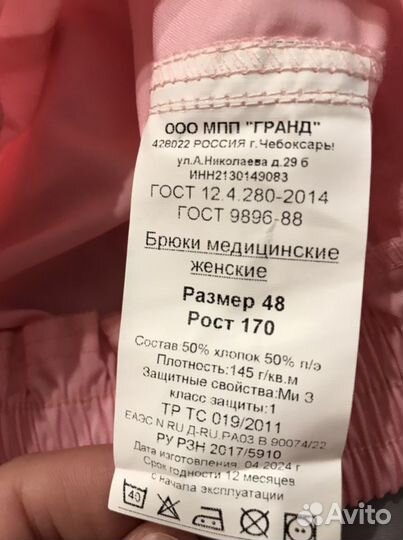 ООО МПП "ГРАНД"
428022 РОССИЯ г.Чебоксары
ул.А.Николаева д.29 б
ИНН2130149083
ГОСТ 12.4.280-2014
ГОСТ 9896-88
Брюки медицинские
женские
Размер 48
Рост 170
Состав:50% хлопок 50% п/э
Плотность:145 г/кв.м
Защитные свойства:Ми З
класс защиты:1
ТР ТС 019/2011
ЕАЭС N RU Д-RU.РА03.В.90074/22
РУ РЗН 2017/5910
Дата изготовления 04.2024 г
Срок годности 12 месяцев
с начала эксплуатации
40
Avito